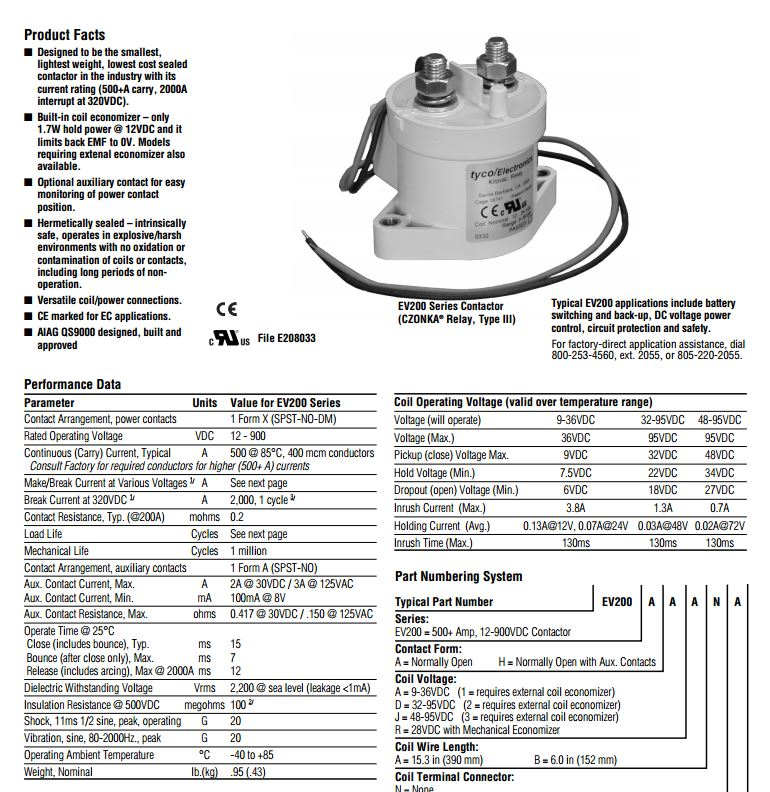 Product Facts
■ Designed to be the smallest,
lightest weight, lowest cost sealed
contactor in the industry with its
current rating (500+A carry, 2000A
interrupt at 320VDC).
■ Built-in coil economizer – only
1.7W hold power @ 12VDC and it
limits back EMF to 0V. Models
requiring extenal economizer also
available.
■ Optional auxiliary contact for easy
monitoring of power contact
position.
■ Hermetically sealed – intrinsically
safe, operates in explosive/harsh
environments with no oxidation or
contamination of coils or contacts,
including long periods of non-
operation.
■ Versatile coil/power connections.
■ CE marked for EC applications.
■ AIAG QS9000 designed, built and
approved
CE
c RU US File E208033
tyco/Electronics
Kilovac Relay
Santa Barbara, CA, USA
CE c RU us
Coil Nominal 12
0332
EV200 Series Contactor
(CZONKA® Relay, Type III)
Typical EV200 applications include battery
switching and back-up, DC voltage power
control, circuit protection and safety.
For factory-direct application assistance, dial
800-253-4560, ext. 2055, or 805-220-2055.
Performance Data
Parameter Units Value for EV200 Series
Contact Arrangement, power contacts 1 Form X (SPST-NO-DM)
Rated Operating Voltage VDC 12 - 900
Continuous (Carry) Current, Typical A 500 @ 85°C, 400 mcm conductors
Consult Factory for required conductors for higher (500+ A) currents
Make/Break Current at Various Voltages 1/ A See next page
Break Current at 320VDC 1/ A 2,000, 1 cycle 3/
Contact Resistance, Typ. (@200A) mohms 0.2
Load Life Cycles See next page
Mechanical Life Cycles 1 million
Contact Arrangement, auxiliary contacts 1 Form A (SPST-NO)
Aux. Contact Current, Max. A 2A @ 30VDC / 3A @ 125VAC
Aux. Contact Current, Min. mA 100mA @ 8V
Aux. Contact Resistance, Max. ohms 0.417 @ 30VDC / .150 @ 125VAC
Operate Time @ 25°C
Close (includes bounce), Typ. ms 15
Bounce (after close only), Max. ms 7
Release (includes arcing), Max @ 2000A ms 12
Dielectric Withstanding Voltage Vrms 2,200 @ sea level (leakage <1mA)
Insulation Resistance @ 500VDC megohms 100 2/
Shock, 11ms 1/2 sine, peak, operating G 20
Vibration, sine, 80-2000Hz., peak G 20
Operating Ambient Temperature °C -40 to +85
Weight, Nominal lb.(kg) .95 (.43)
Coil Operating Voltage (valid over temperature range)
Voltage (will operate) 9-36VDC 32-95VDC 48-95VDC
Voltage (Max.) 36VDC 95VDC 95VDC
Pickup (close) Voltage Max. 9VDC 32VDC 48VDC
Hold Voltage (Min.) 7.5VDC 22VDC 34VDC
Dropout (open) Voltage (Min.) 6VDC 18VDC 27VDC
Inrush Current (Max.) 3.8A 1.3A 0.7A
Holding Current (Avg.) 0.13A@12V, 0.07A@24V 0.03A@48V 0.02A@72V
Inrush Time (Max.) 130ms 130ms 130ms
Part Numbering System
Typical Part Number EV200 A A A N A
Series:
EV200 = 500+ Amp, 12-900VDC Contactor
Contact Form:
A = Normally Open H = Normally Open with Aux. Contacts
Coil Voltage:
A = 9-36VDC (1 = requires external coil economizer)
D = 32-95VDC (2 = requires external coil economizer)
J = 48-95VDC (3 = requires external coil economizer)
R = 28VDC with Mechanical Economizer
Coil Wire Length:
A = 15.3 in (390 mm) B = 6.0 in (152 mm)
Coil Terminal Connector:
N = None